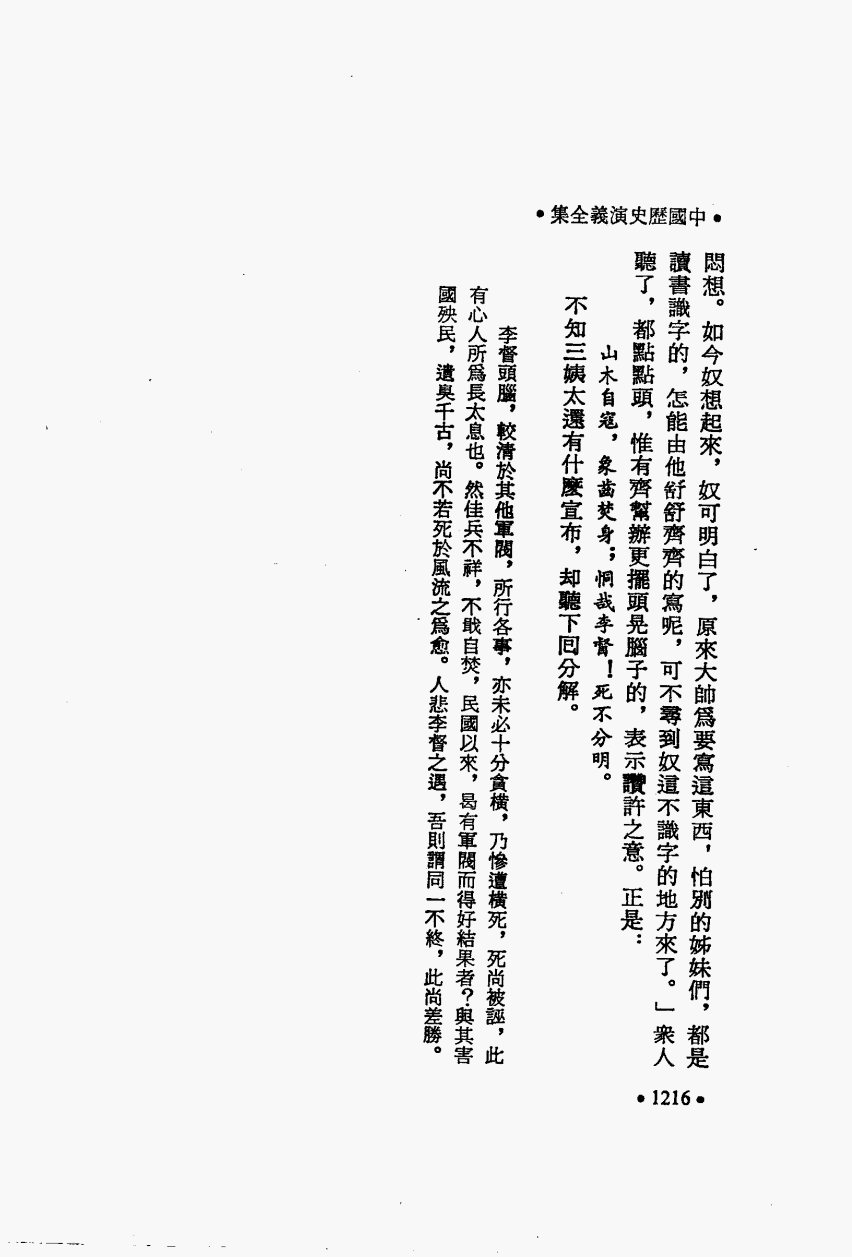 •中國歷史演義全集•
悶想。如今奴想起來，奴可明白了，原來大帥爲要寫這東西，怕別的姊妹們，都是
讀書識字的，怎能由他舒舒齊齊的寫呢，可不尋到奴這不識字的地方來了。」衆人
聽了，都點點頭，惟有齊幫辦更擺頭晃腦子的，表示讚許之意。正是：
山木自寇，象齒焚身；惘哉李督！死不分明。
不知三姨太還有什麼宣布，却聽下回分解。
李督頭腦，較清於其他軍閥，所行各事，亦未必十分貪橫，乃慘遭橫死，死尚被誣，此
有心人所爲長太息也。然佳兵不祥，不戢自焚，民國以來，曷有軍閥而得好結果者？與其害
國殃民，遺臭千古，尚不若死於風流之爲愈。人悲李督之遇，吾則謂同一不終，此尚差勝。
•1216•